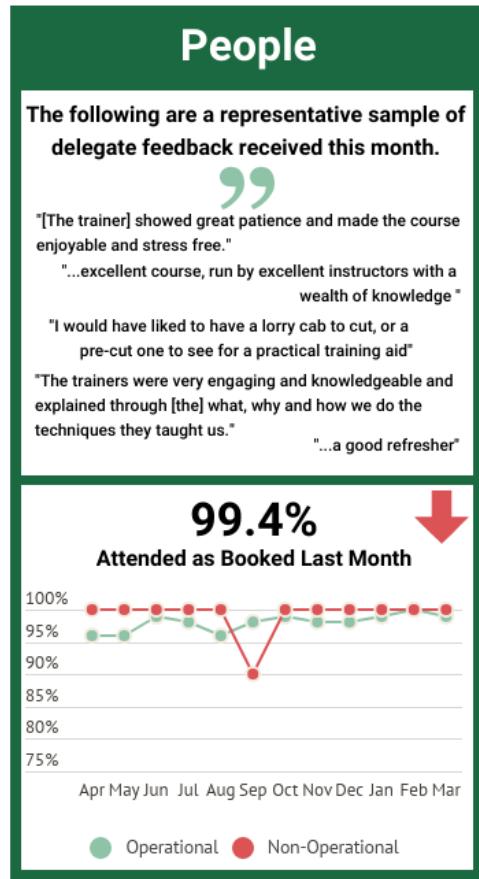 People
The following are a representative sample of
delegate feedback received this month.
”
"[The trainer] showed great patience and made the course
enjoyable and stress free."
"...excellent course, run by excellent instructors with a
wealth of knowledge "
"I would have liked to have a lorry cab to cut, or a
pre-cut one to see for a practical training aid"
"The trainers were very engaging and knowledgeable and
explained through [the] what, why and how we do the
techniques they taught us."
"...a good refresher"
99.4%
Attended as Booked Last Month
100%
95%
90%
85%
80%
75%
Apr May Jun Jul Aug Sep Oct Nov Dec Jan Feb Mar
Operational Non-Operational